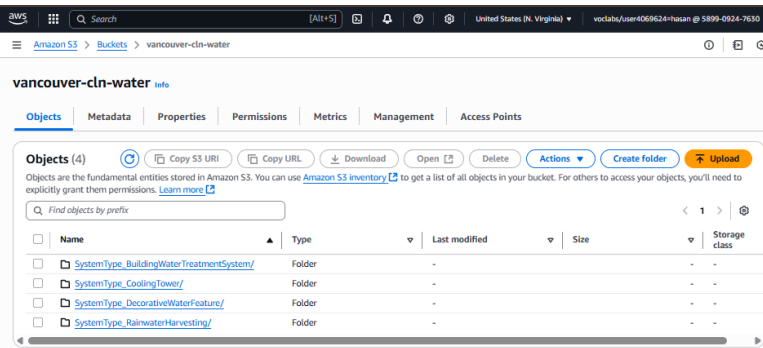 aws Search [Alt+S] United States (N. Virginia) voclabs/user4069624=hasan @ 5899-0924-7630
Amazon S3 > Buckets > vancouver-cln-water
vancouver-cln-water Info
Objects Metadata Properties Permissions Metrics Management Access Points
Objects (4) Copy S3 URI Copy URL Download Open Delete Actions Create folder Upload
Objects are the fundamental entities stored in Amazon S3. You can use Amazon S3 inventory to get a list of all objects in your bucket. For others to access your objects, you'll need to
explicitly grant them permissions. Learn more
Find objects by prefix 1
Name Type Last modified Size Storage class
SystemType_BuildingWaterTreatmentSystem/ Folder - - -
SystemType_CoolingTower/ Folder - - -
SystemType_DecorativeWaterFeature/ Folder - - -
SystemType_RainwaterHarvesting/ Folder - - -